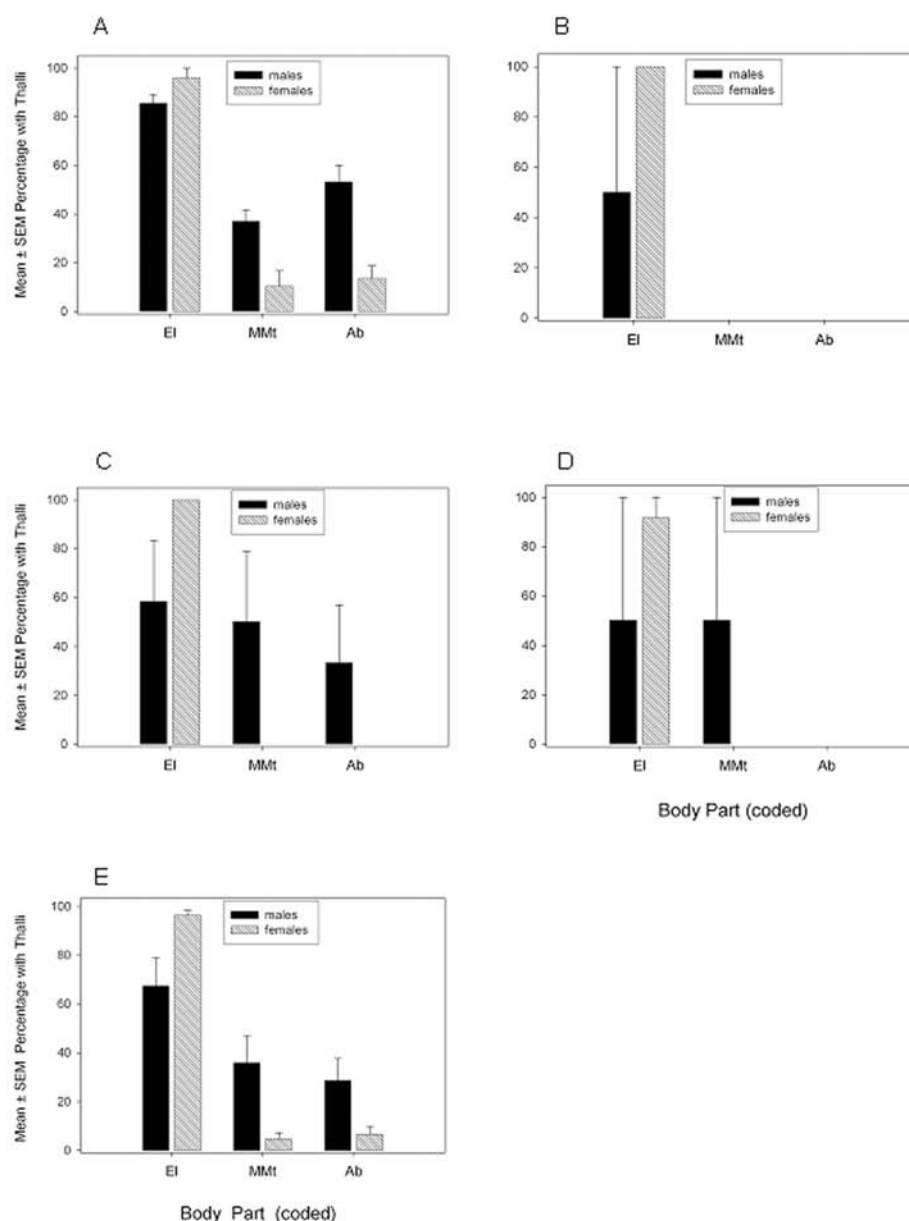 A
Mean ± SEM Percentage with Thalli
100
80
60
40
20
0
males
females
El
MMt
Ab
B
100
80
60
40
20
0
males
females
El
MMt
Ab
C
Mean ± SEM Percentage with Thalli
100
80
60
40
20
0
males
females
El
MMt
Ab
D
100
80
60
40
20
0
males
females
El
MMt
Ab
Body Part (coded)
E
Mean ± SEM Percentage with Thalli
100
80
60
40
20
0
males
females
El
MMt
Ab
Body Part (coded)